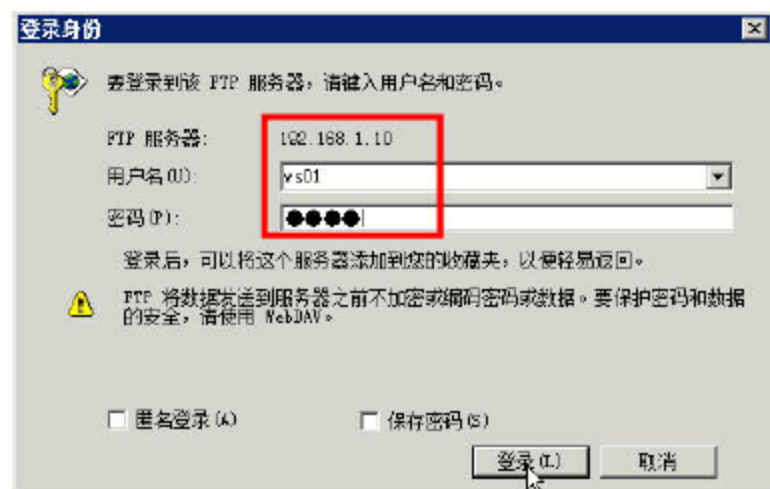 登录身份
要登录到该 FTP 服务器，请键入用户名和密码。
FTP 服务器: 192.168.1.10
用户名(U): vs01
密码(P): ●●●●
登录后，可以将这个服务器添加到您的收藏夹，以便轻易返回。
FTP 将数据发送到服务器之前不加密或编码密码或数据。要保护密码和数据
的安全，请使用 WebDAV。
匿名登录(A) 保存密码(S)
登录(L) 取消